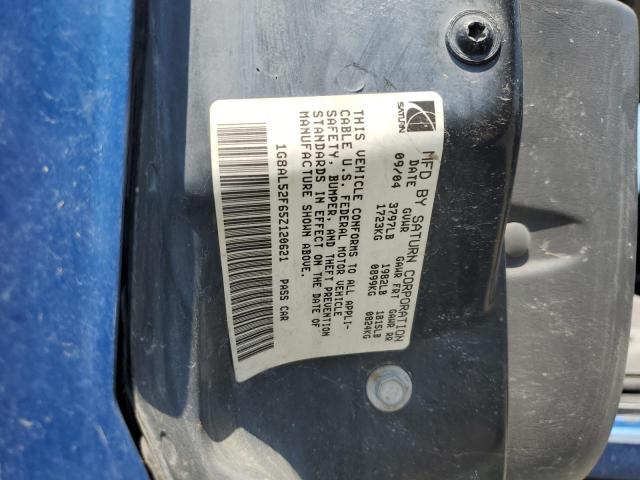 SATURN
MFD BY SATURN CORPORATION
DATE GVWR GAWR FRT GAWR RR
09/04 3797LB 1982LB 1815LB
1723KG 0899KG 0824KG
THIS VEHICLE CONFORMS TO ALL APPLI-
CABLE U.S. FEDERAL MOTOR VEHICLE
SAFETY, BUMPER, AND THEFT PREVENTION
STANDARDS IN EFFECT ON THE DATE OF
MANUFACTURE SHOWN ABOVE.
1G8AL52F65Z120621 PASS CAR